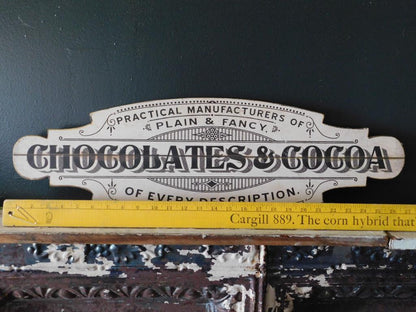 PRACTICAL MANUFACTURERS OF
PLAIN & FANCY.
CHOCOLATES & COCOA
OF EVERY DESCRIPTION.
Cargill 889. The corn hybrid that